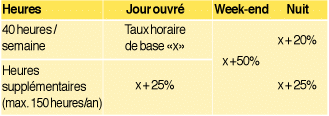 Heures Jour ouvré Week-end Nuit
40 heures / Taux horaire
semaine de base «x» x + 20%
x +50%
Heures
supplémentaires x + 25% x + 25%
(max. 150 heures/an)